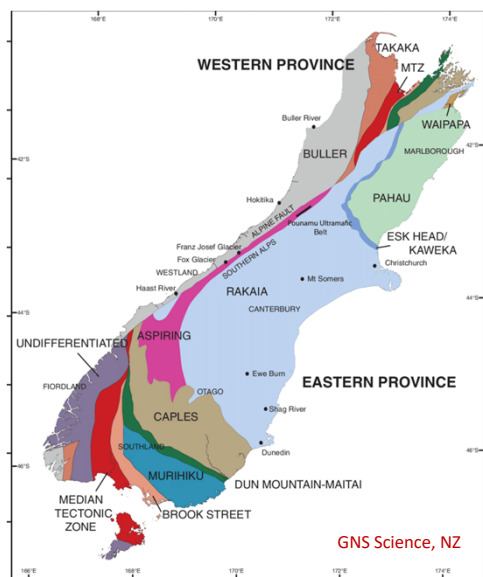 168°E
170°E
172°E
174°E
TAKAKA
MTZ
WESTERN PROVINCE
Buller River
WAIPAPA
MARLBOROUGH
BULLER
42°S
42°S
PAHAU
Hokitika
ALPINE FAULT
Pounamu Ultramafic
Belt
ESK HEAD/
KAWEKA
Franz Josef Glacier
SOUTHERN ALPS
Fox Glacier
Christchurch
WESTLAND
Mt Somers
Haast River
RAKAIA
44°S
CANTERBURY
44°S
ASPIRING
UNDIFFERENTIATED
Ewe Burn
EASTERN PROVINCE
FIORDLAND
OTAGO
CAPLES
Shag River
SOUTHLAND
Dunedin
46°S
46°S
MURIHIKU
DUN MOUNTAIN-MAITAI
MEDIAN
TECTONIC
ZONE
BROOK STREET
GNS Science, NZ
166°E
168°E
170°E
172°E
174°E